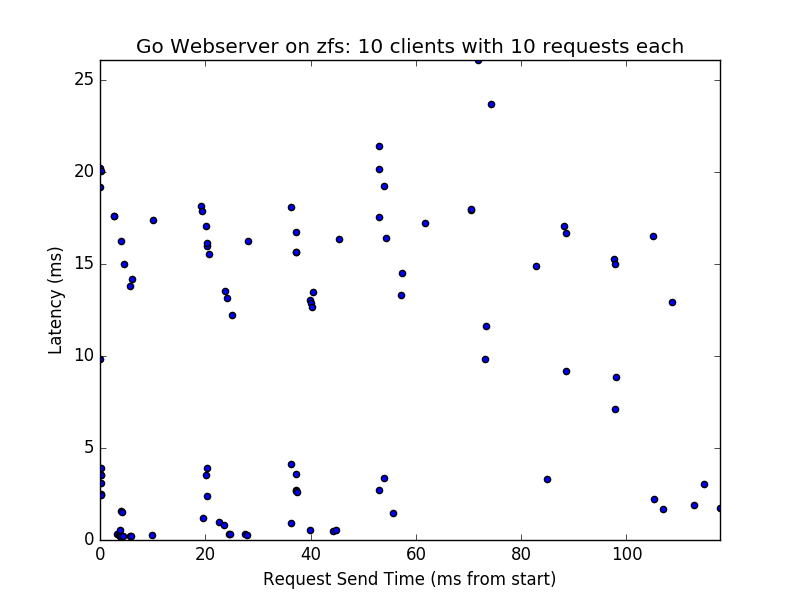 Go Webserver on zfs: 10 clients with 10 requests each
25
20
15
10
5
0
Latency (ms)
0 20 40 60 80 100
Request Send Time (ms from start)